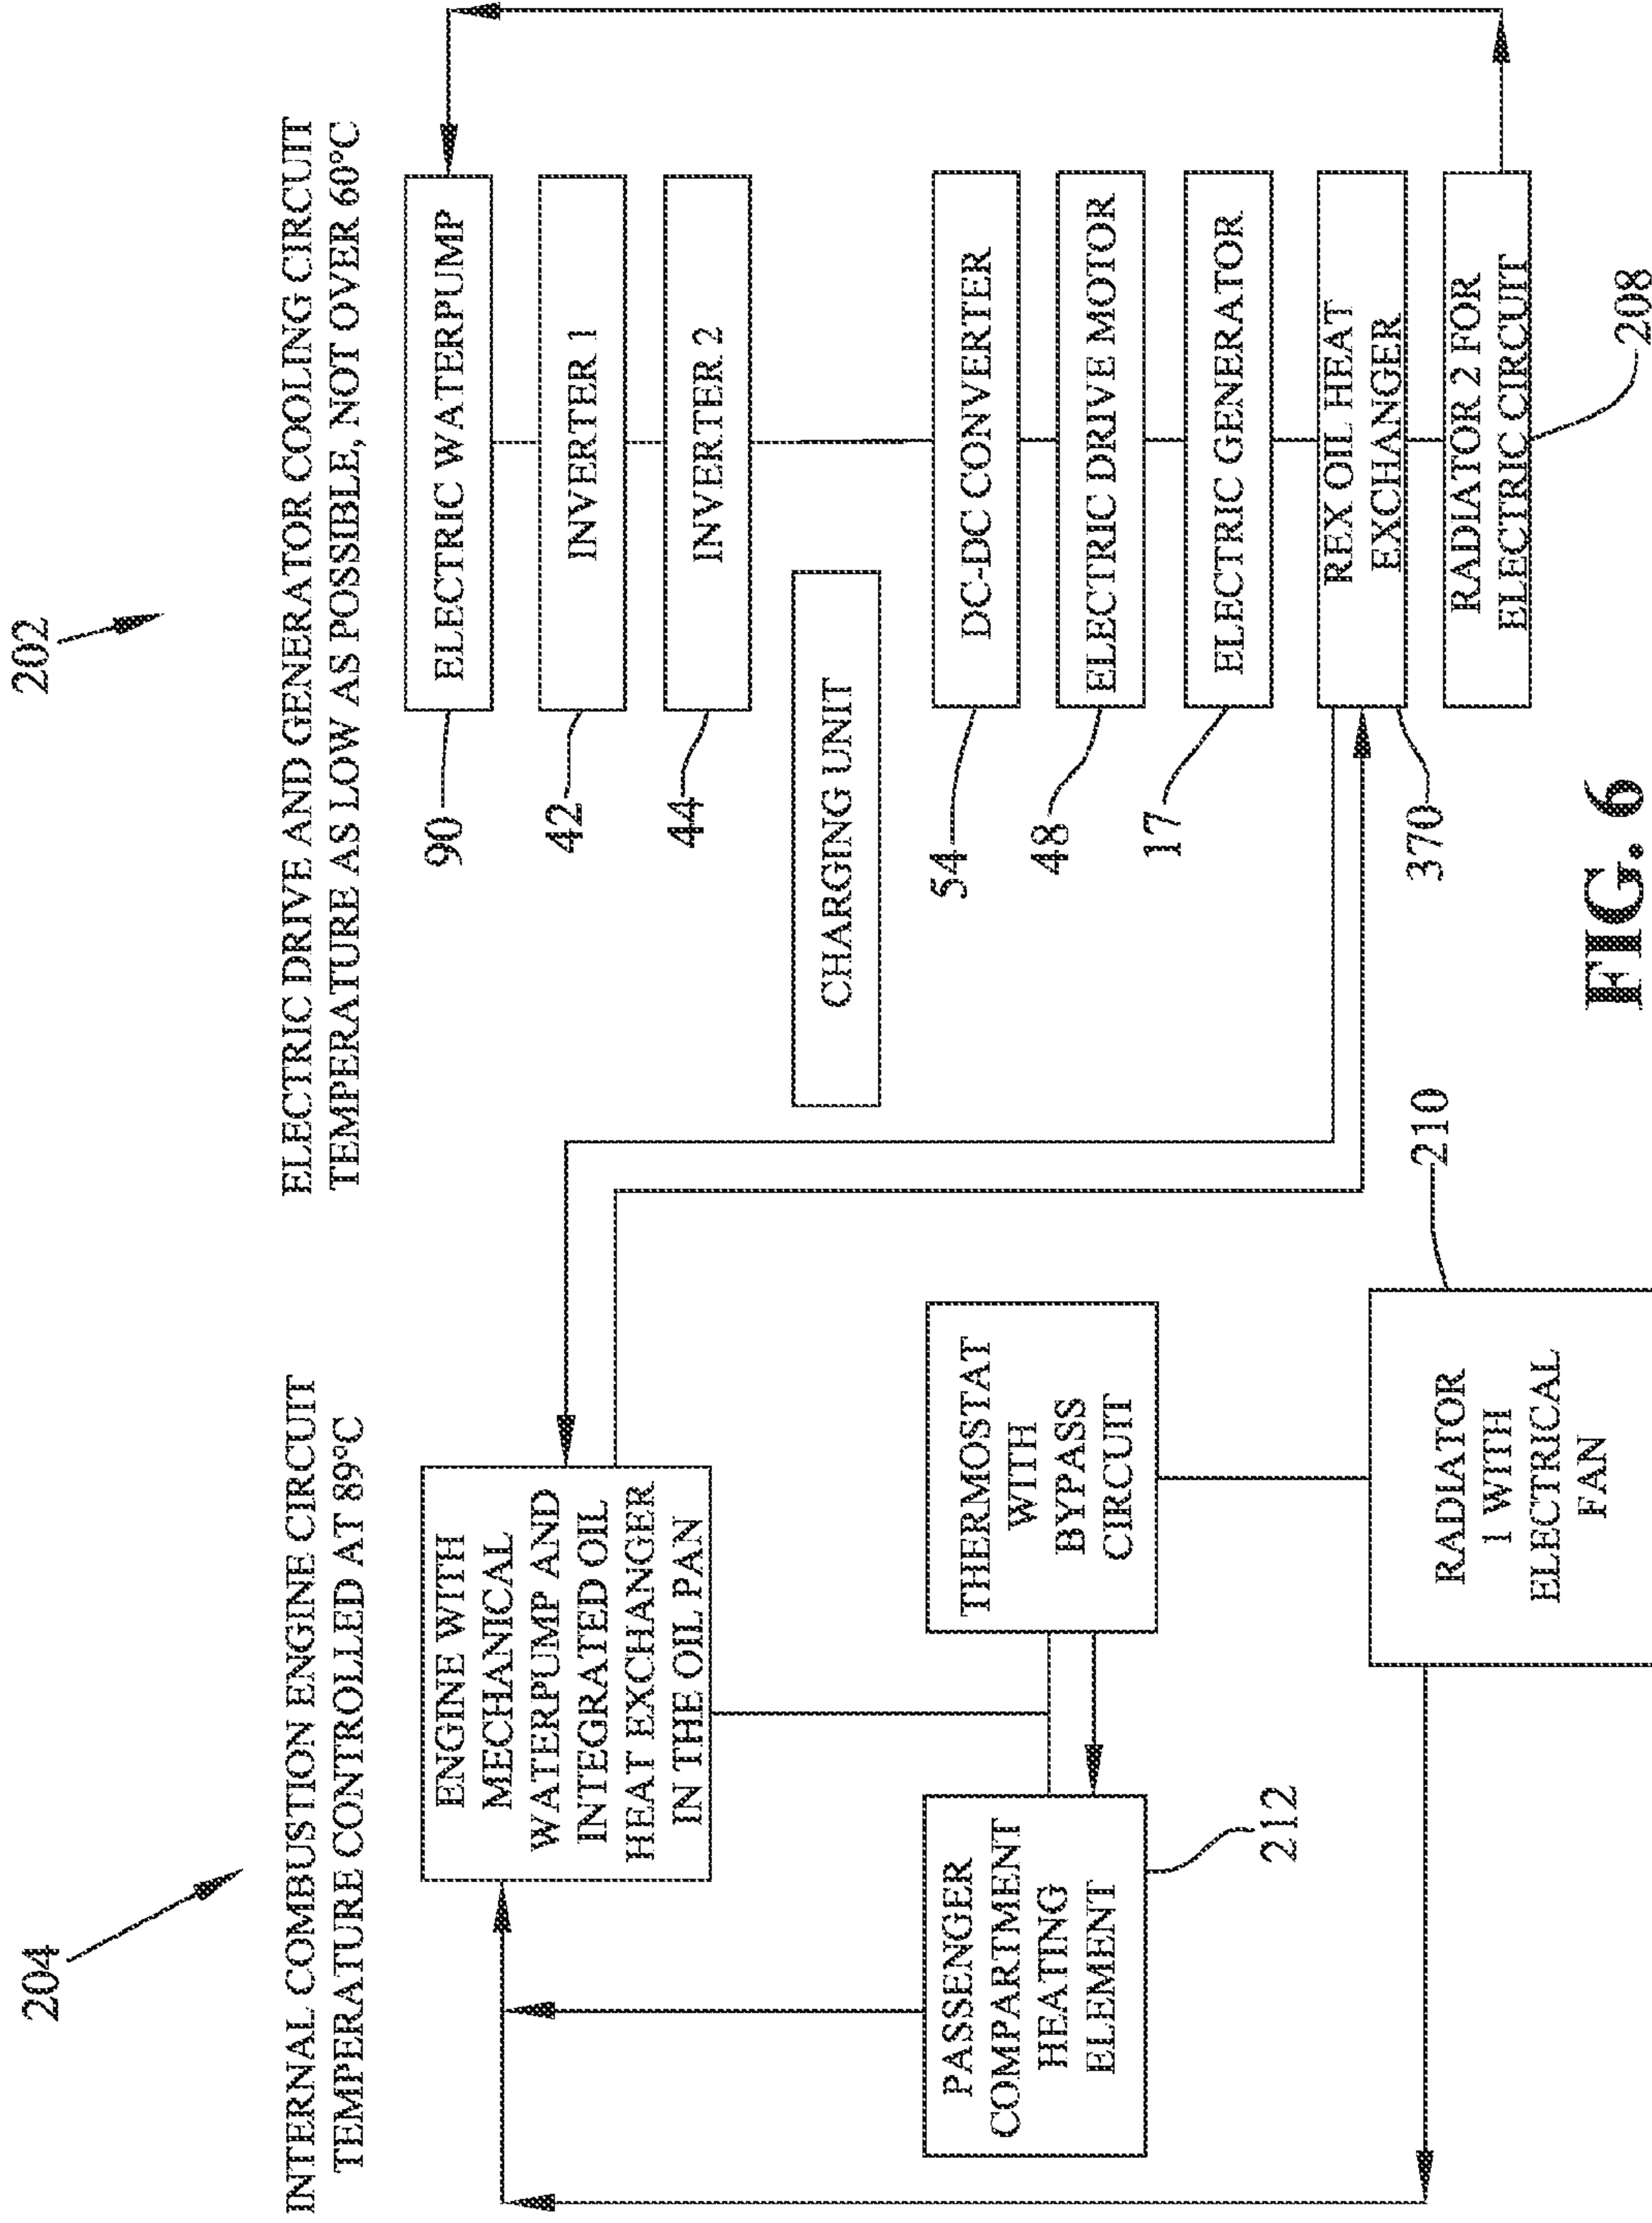 204
202
INTERNAL COMBUSTION ENGINE CIRCUIT
TEMPERATURE CONTROLLED AT 89ºC
ELECTRIC DRIVE AND GENERATOR COOLING CIRCUIT
TEMPERATURE AS LOW AS POSSIBLE, NOT OVER 60ºC
ENGINE WITH
MECHANICAL
WATERPUMP AND
INTEGRATED OIL
HEAT EXCHANGER
IN THE OIL PAN
PASSENGER
COMPARTMENT
HEATING
ELEMENT
212
THERMOSTAT
WITH
BYPASS
CIRCUIT
RADIATOR
1 WITH
ELECTRICAL
FAN
210
90
ELECTRIC WATERPUMP
42
INVERTER 1
44
INVERTER 2
CHARGING UNIT
54
DC-DC CONVERTER
48
ELECTRIC DRIVE MOTOR
17
ELECTRIC GENERATOR
370
REX OIL HEAT
EXCHANGER
RADIATOR 2 FOR
ELECTRIC CIRCUIT
208
FIG. 6